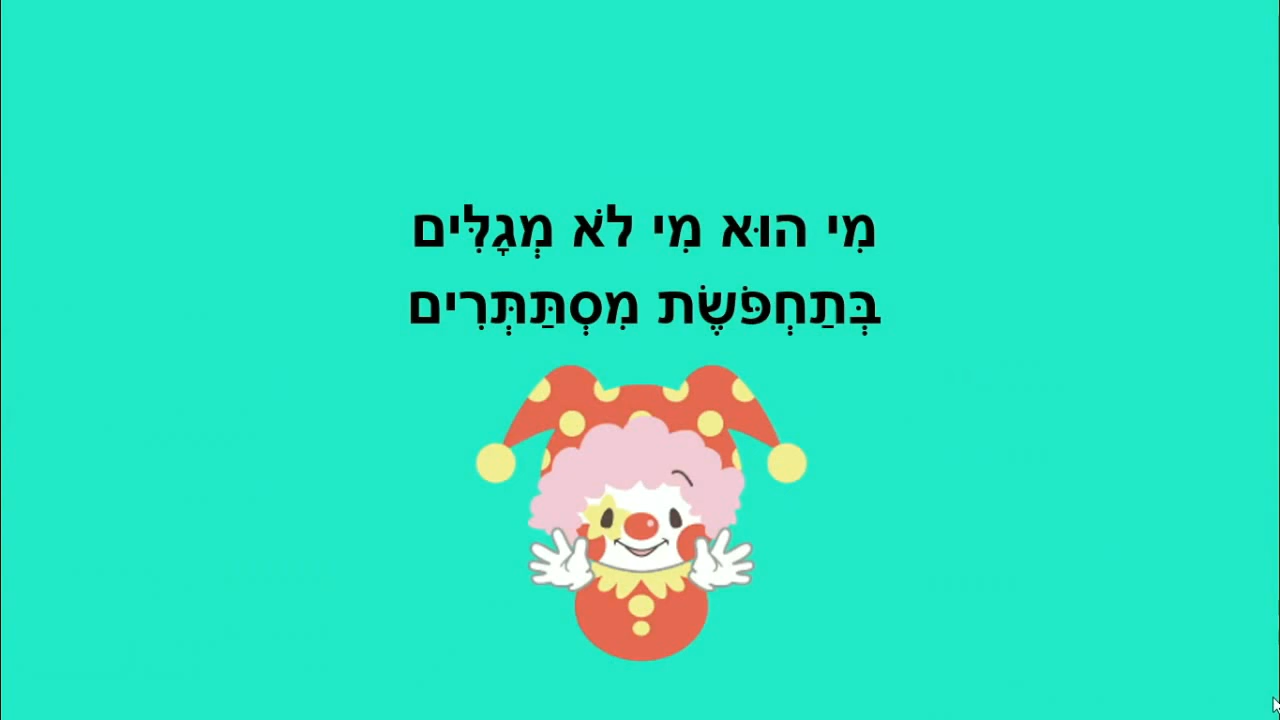 מִי הוּא מִי לֹא מְגָלִּים
בְּתַחְפֹּשֶׂת מִסְתַּתְּרִים